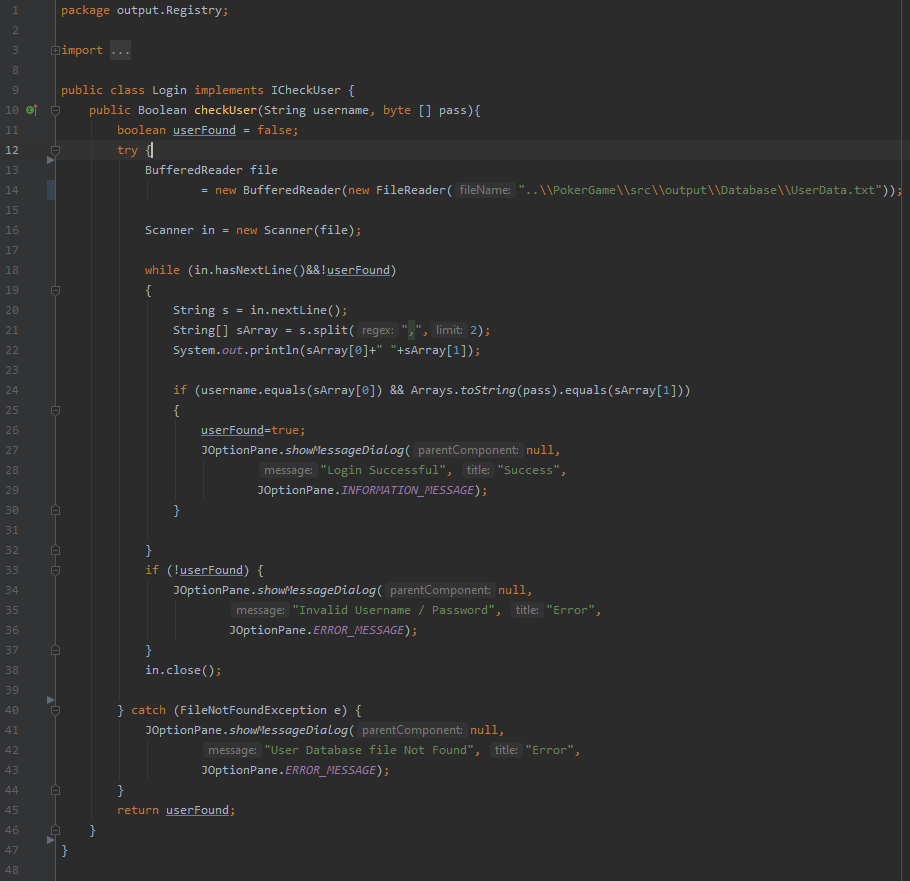 1 package output.Registry;
2
3 import ...
8
9 public class Login implements ICheckUser {
10 public Boolean checkUser(String username, byte [] pass){
11 boolean userFound = false;
12 try {
13 BufferedReader file
14 = new BufferedReader(new FileReader( fileName: "..\\PokerGame\\src\\output\\Database\\UserData.txt"));
15
16 Scanner in = new Scanner(file);
17
18 while (in.hasNextLine()&&!userFound)
19 {
20 String s = in.nextLine();
21 String[] sArray = s.split( regex: ",", limit: 2);
22 System.out.println(sArray[0]+" "+sArray[1]);
23
24 if (username.equals(sArray[0]) && Arrays.toString(pass).equals(sArray[1]))
25 {
26 userFound=true;
27 JOptionPane.showMessageDialog( parentComponent: null,
28 message: "Login Successful", title: "Success",
29 JOptionPane.INFORMATION_MESSAGE);
30 }
31
32 }
33 if (!userFound) {
34 JOptionPane.showMessageDialog( parentComponent: null,
35 message: "Invalid Username / Password", title: "Error",
36 JOptionPane.ERROR_MESSAGE);
37 }
38 in.close();
39
40 } catch (FileNotFoundException e) {
41 JOptionPane.showMessageDialog( parentComponent: null,
42 message: "User Database file Not Found", title: "Error",
43 JOptionPane.ERROR_MESSAGE);
44 }
45 return userFound;
46 }
47 }
48